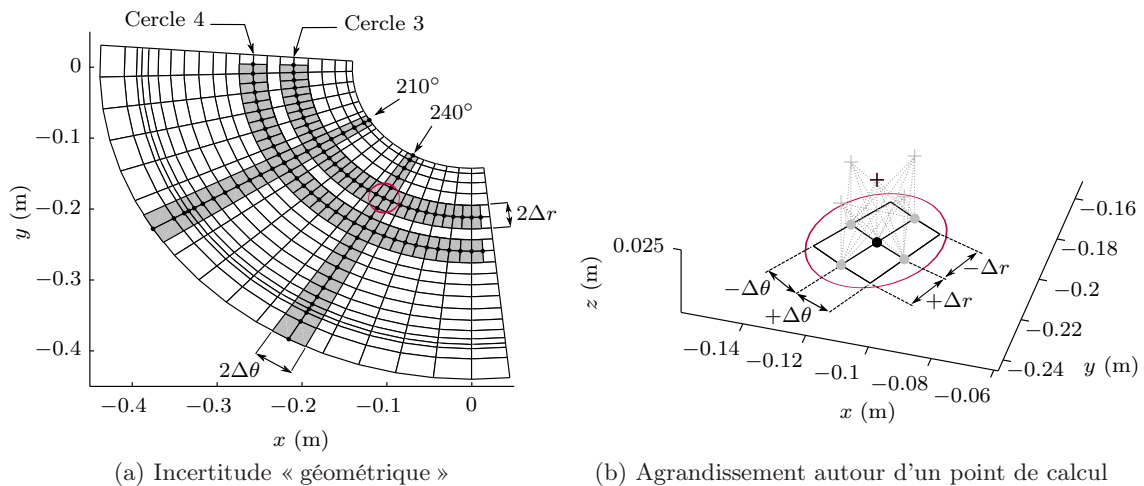 Cercle 4
Cercle 3
210°
240°
0
−0.1
−0.2
−0.3
−0.4
y (m)
2Δr
2Δθ
−0.4
−0.3
−0.2
−0.1
0
x (m)
(a) Incertitude « géométrique »
0.025
z (m)
−Δθ
+Δθ
−Δr
+Δr
−0.14
−0.12
−0.1
−0.08
−0.06
x (m)
−0.16
−0.18
−0.2
−0.22
−0.24
y (m)
(b) Agrandissement autour d'un point de calcul